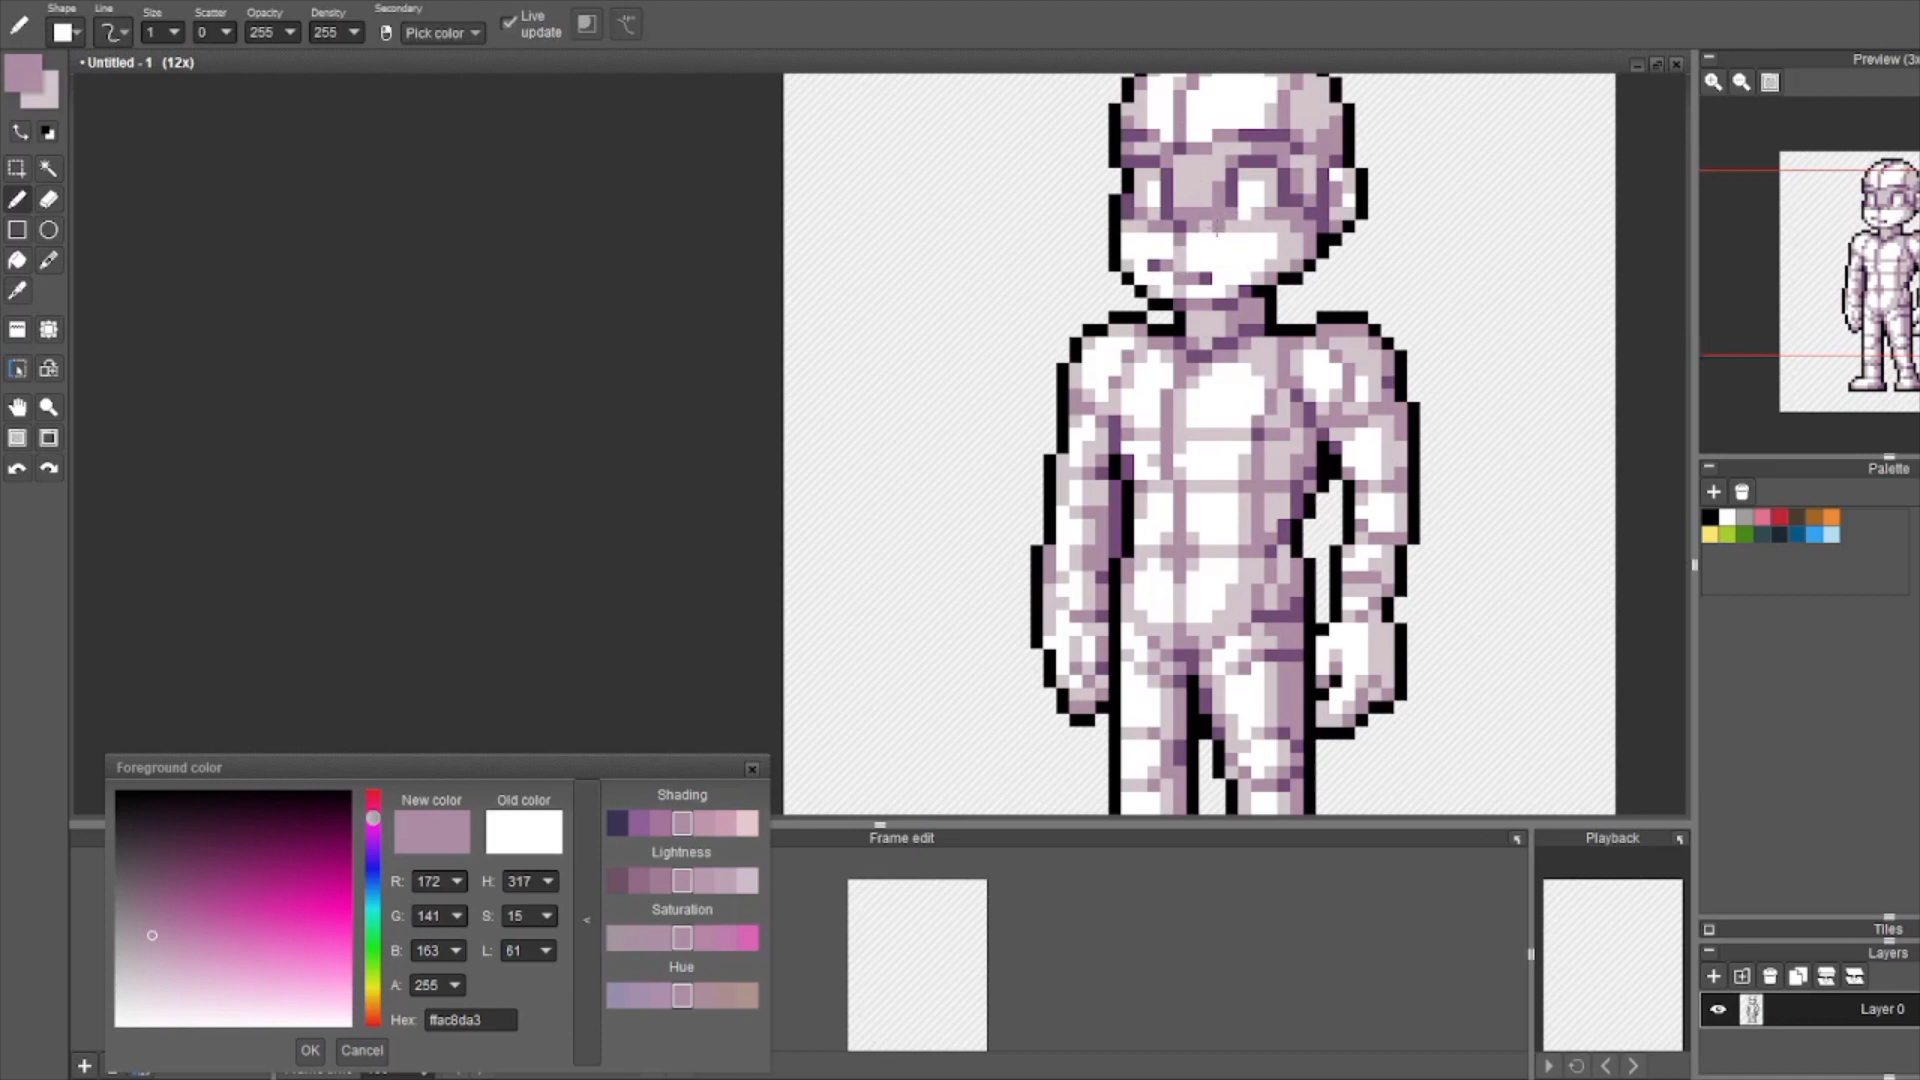 Shape Line Size Scatter Opacity Density Secondary
1 0 255 255 Pick color Live update
• Untitled - 1 (12x)
Preview (3x
Palette
Foreground color
New color Old color
R: 172 H: 317
G: 141 S: 15
B: 163 L: 61
A: 255
Hex: ffac8da3
OK Cancel
<
Shading
Lightness
Saturation
Hue
Frame edit
Playback
Tiles
Layers
Layer 0